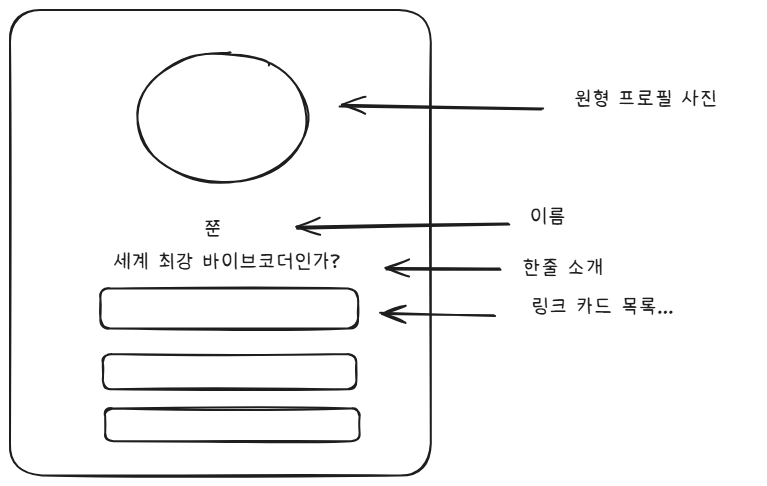 원형 프로필 사진
쭌
이름
세계 최강 바이브코더인가?
한줄 소개
링크 카드 목록...